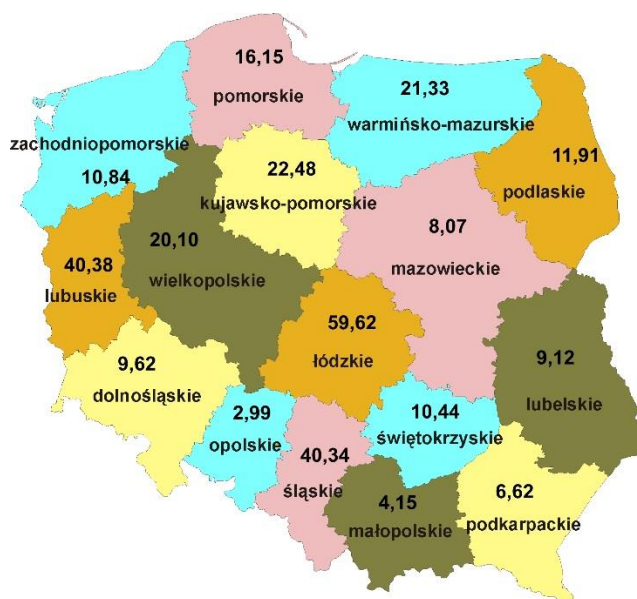 16,15
pomorskie
21,33
warmińsko-mazurskie
zachodniopomorskie
10,84
22,48
kujawsko-pomorskie
11,91
podlaskie
20,10
wielkopolskie
8,07
mazowieckie
40,38
lubuskie
59,62
łódzkie
9,62
dolnośląskie
9,12
lubelskie
2,99
opolskie
10,44
świętokrzyskie
40,34
śląskie
4,15
małopolskie
6,62
podkarpackie